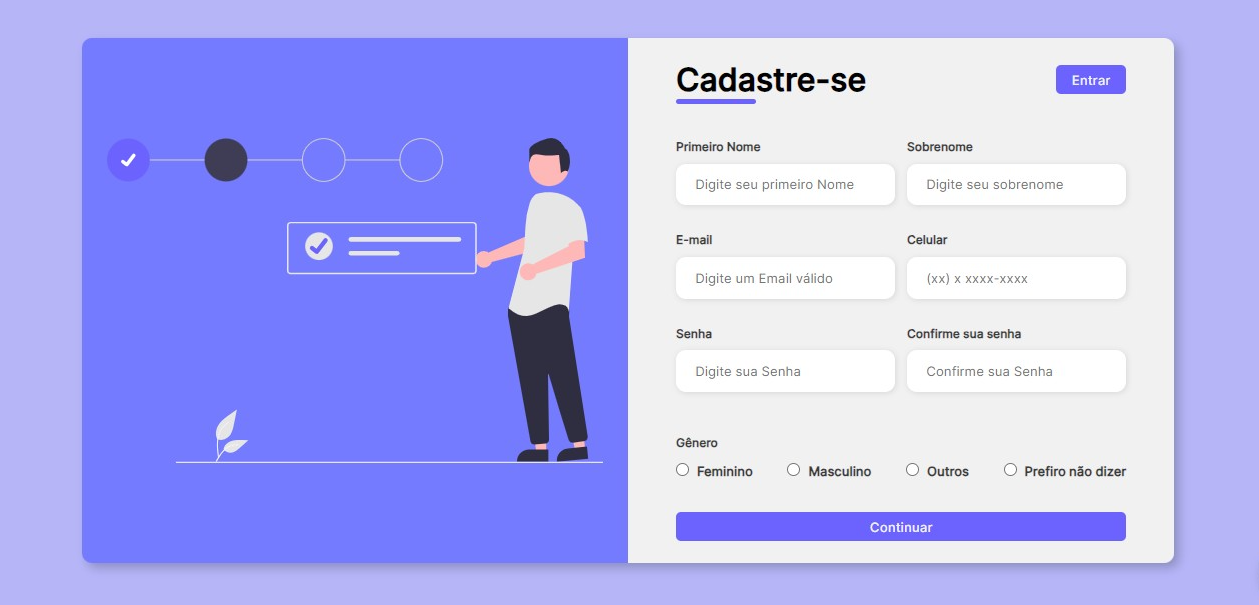 Cadastre-se
Entrar
Primeiro Nome
Sobrenome
Digite seu primeiro Nome
Digite seu sobrenome
E-mail
Celular
Digite um Email válido
(xx) x xxxx-xxxx
Senha
Confirme sua senha
Digite sua Senha
Confirme sua Senha
Gênero
Feminino
Masculino
Outros
Prefiro não dizer
Continuar